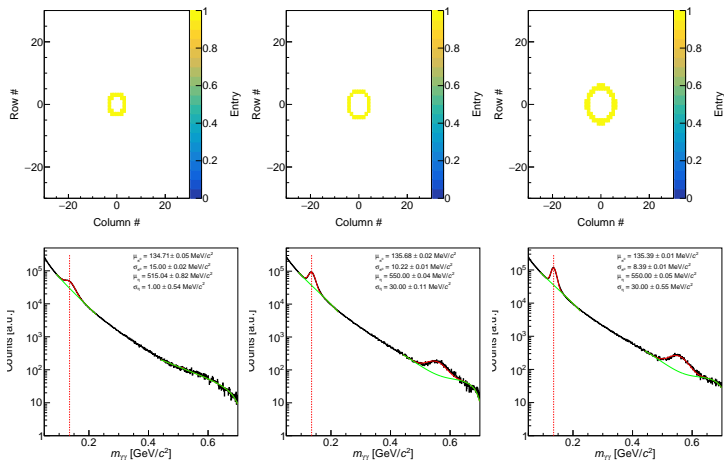 Row #
30
20
0
−20
−20
0
20
Column #
1
0.8
0.6
0.4
0.2
0
Entry
Row #
20
0
−20
−20
0
20
Column #
1
0.8
0.6
0.4
0.2
0
Entry
Row #
20
0
−20
−20
0
20
Column #
1
0.8
0.6
0.4
0.2
0
Entry
Counts [a.u.]
10⁵
10⁴
10³
10²
10
1
μ_π⁰ = 134.71± 0.05 MeV/c²
σ_π⁰ = 15.00 ± 0.02 MeV/c²
μ_η = 515.04 ± 0.82 MeV/c²
σ_η = 1.00 ± 0.54 MeV/c²
0.2
0.4
0.6
m_γγ [GeV/c²]
Counts [a.u.]
10⁵
10⁴
10³
10²
10
1
μ_π⁰ = 135.68 ± 0.02 MeV/c²
σ_π⁰ = 10.22 ± 0.01 MeV/c²
μ_η = 550.00 ± 0.04 MeV/c²
σ_η = 30.00 ± 0.11 MeV/c²
0.2
0.4
0.6
m_γγ [GeV/c²]
Counts [a.u.]
10⁵
10⁴
10³
10²
10
1
μ_π⁰ = 135.39 ± 0.01 MeV/c²
σ_π⁰ = 8.39 ± 0.01 MeV/c²
μ_η = 550.00 ± 0.05 MeV/c²
σ_η = 30.00 ± 0.55 MeV/c²
0.2
0.4
0.6
m_γγ [GeV/c²]